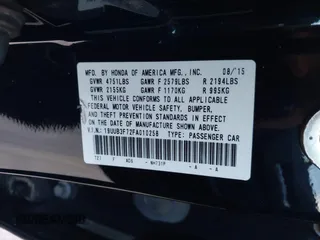 MFD. BY HONDA OF AMERICA MFG., INC. 08/15
GVWR 4751LBS GAWR F 2579LBS R 2194LBS
GVWR 2155KG GAWR F 1170KG R 995KG
THIS VEHICLE CONFORMS TO ALL APPLICABLE
FEDERAL MOTOR VEHICLE SAFETY, BUMPER,
AND THEFT PREVENTION STANDARDS IN EFFECT
ON THE DATE OF MANUFACTURE SHOWN ABOVE.
V.I.N.: 19UUB3F72FA010258 TYPE: PASSENGER CAR
F NH731P A A